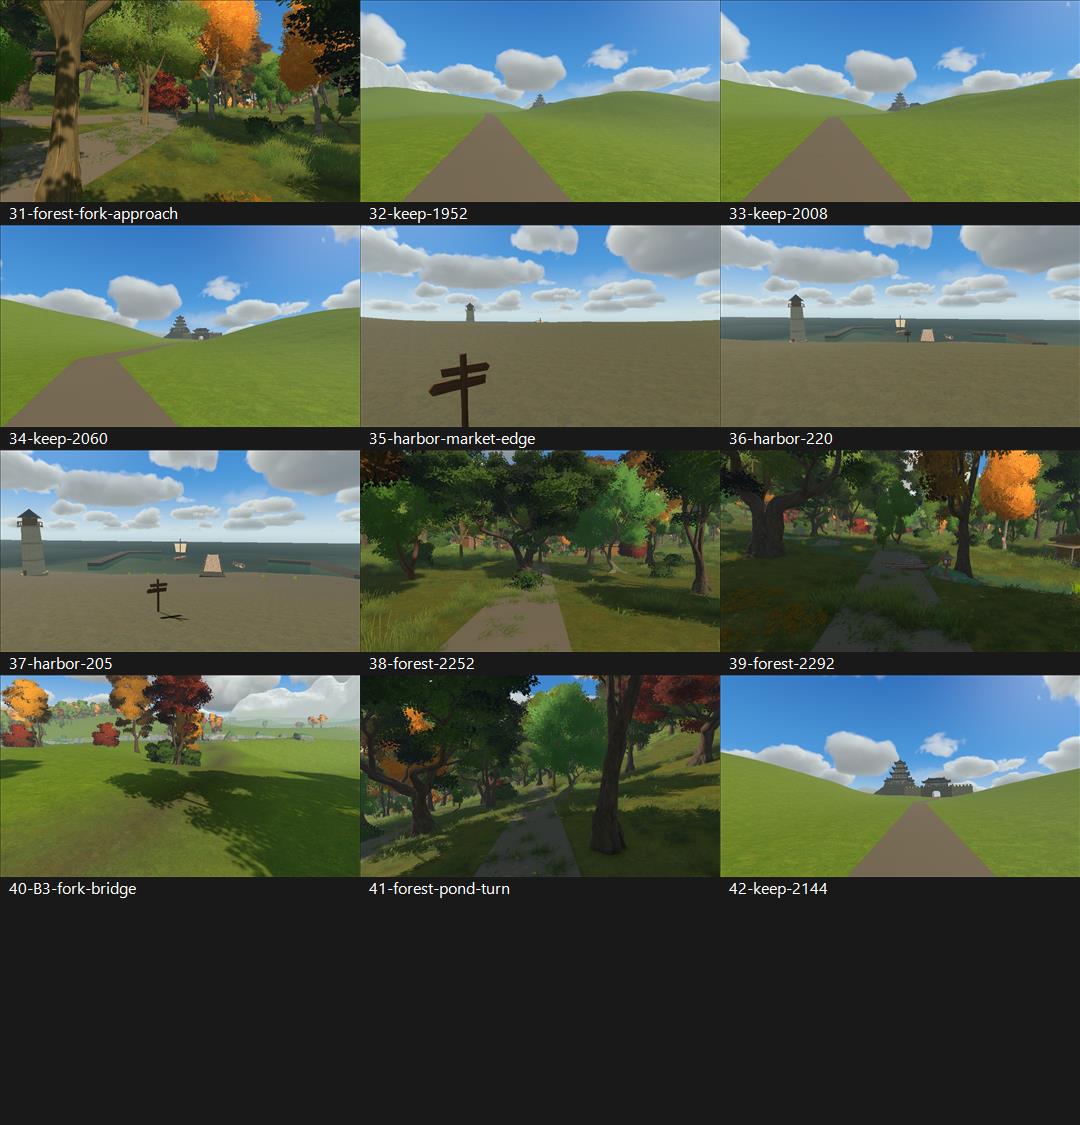 31-forest-fork-approach
32-keep-1952
33-keep-2008
34-keep-2060
35-harbor-market-edge
36-harbor-220
37-harbor-205
38-forest-2252
39-forest-2292
40-B3-fork-bridge
41-forest-pond-turn
42-keep-2144